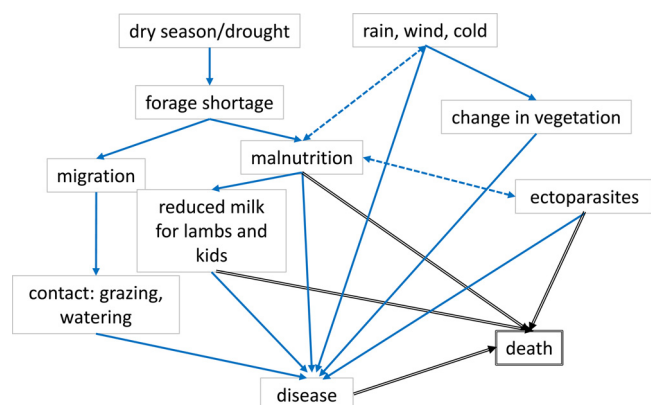 dry season/drought
rain, wind, cold
forage shortage
change in vegetation
malnutrition
migration
ectoparasites
reduced milk
for lambs and
kids
contact: grazing,
watering
death
disease